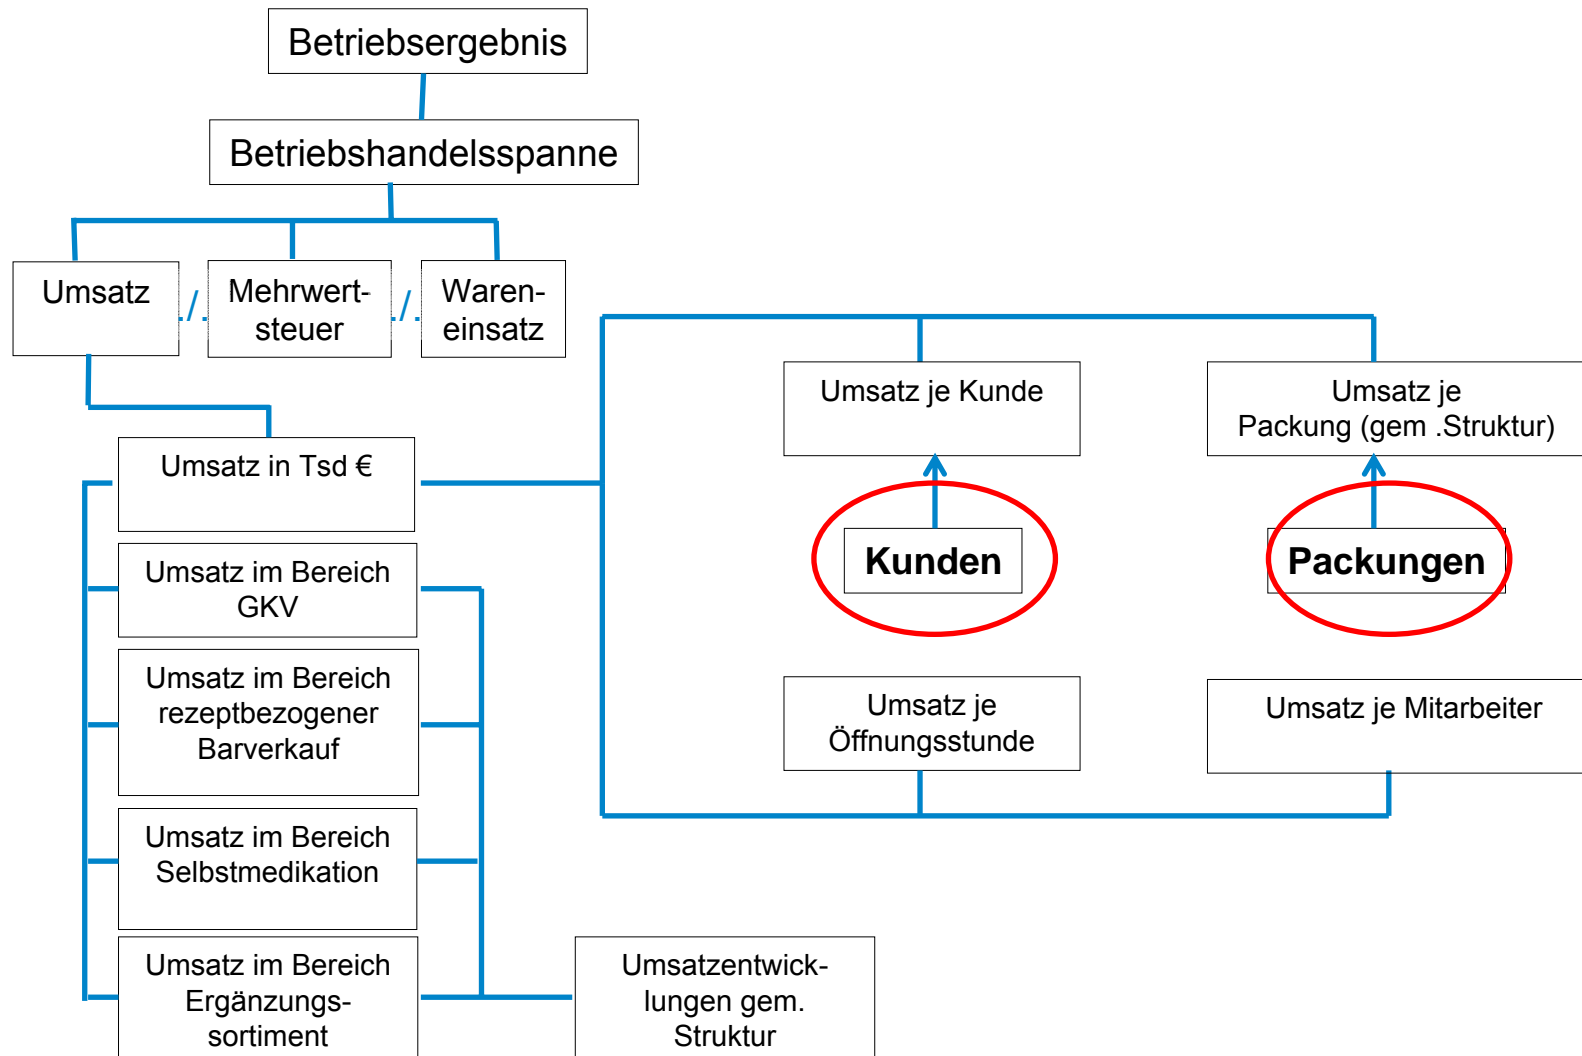 Betriebsergebnis
Betriebshandelsspanne
Umsatz
./.
Mehrwert-
steuer
./.
Waren-
einsatz
Umsatz je Kunde
Umsatz je
Packung (gem .Struktur)
Umsatz in Tsd €
Kunden
Packungen
Umsatz im Bereich
GKV
Umsatz im Bereich
rezeptbezogener
Barverkauf
Umsatz je
Öffnungsstunde
Umsatz je Mitarbeiter
Umsatz im Bereich
Selbstmedikation
Umsatz im Bereich
Ergänzungs-
sortiment
Umsatzentwick-
lungen gem.
Struktur